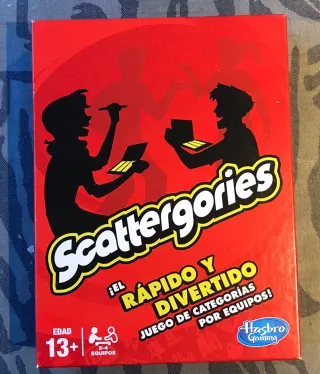 Scattergories
¡EL
RÁPIDO Y
DIVERTIDO
JUEGO DE CATEGORÍAS
POR EQUIPOS!
EDAD
13+
2-4
EQUIPOS
Hasbro
Gaming